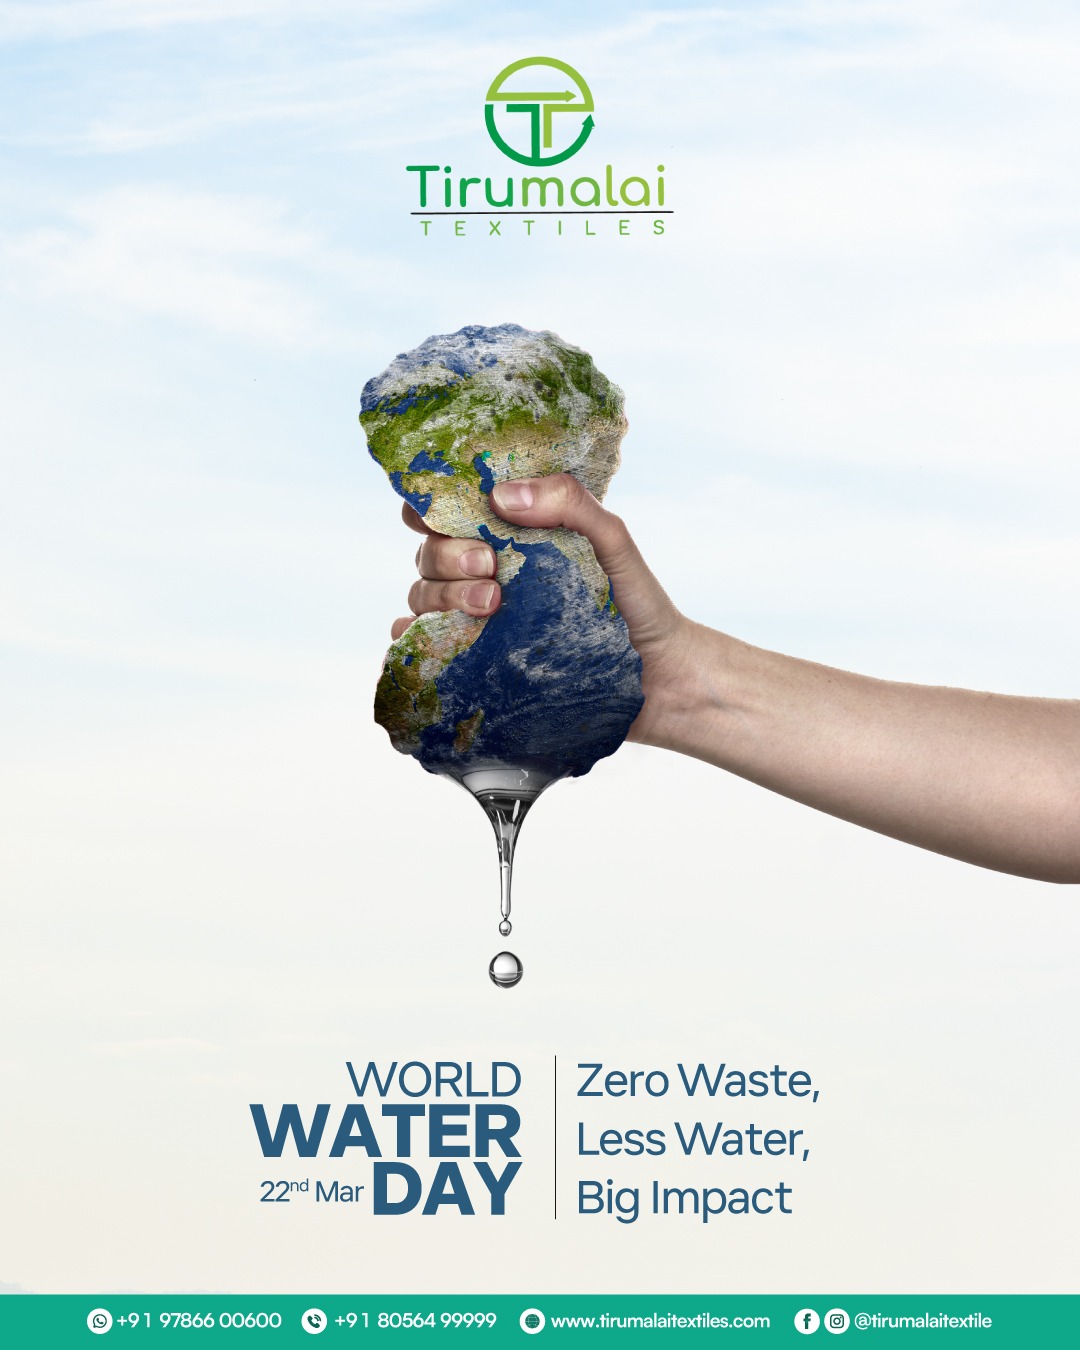 Tirumalai
TEXTILES
WORLD
WATER
22nd Mar DAY
Zero Waste,
Less Water,
Big Impact
+91 97866 00600 +91 80564 99999 www.tirumalaitextiles.com @tirumalaitextile